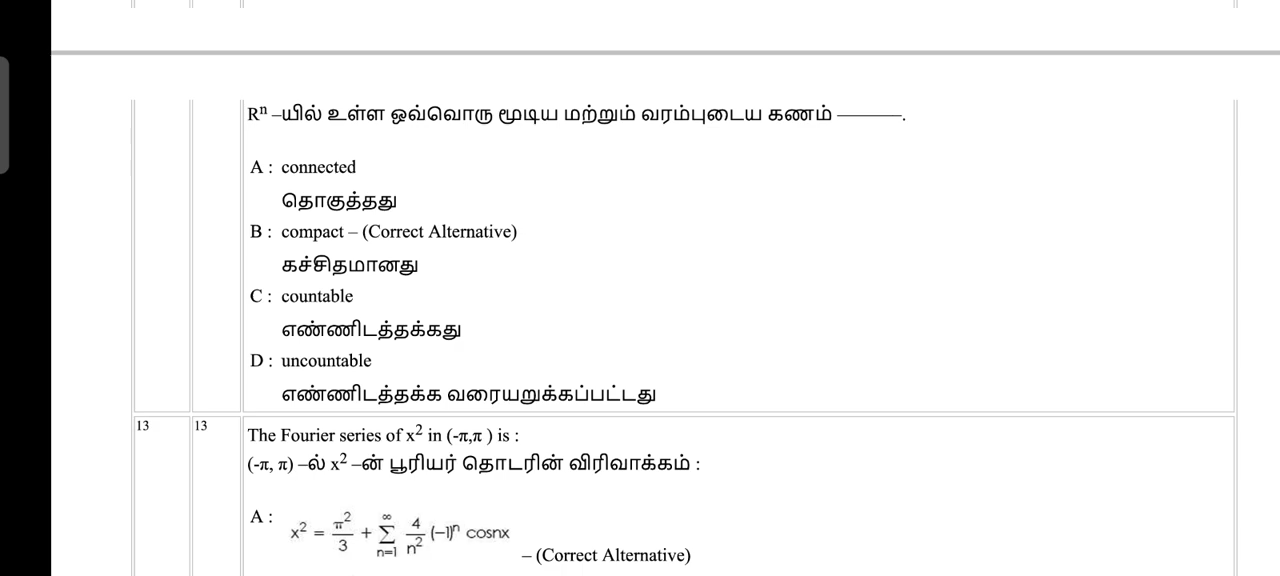 Rⁿ –யில் உள்ள ஒவ்வொரு மூடிய மற்றும் வரம்புடைய கணம் ———.
A : connected
தொகுத்தது
B : compact – (Correct Alternative)
கச்சிதமானது
C : countable
எண்ணிடத்தக்கது
D : uncountable
எண்ணிடத்தக்க வரையறுக்கப்பட்டது
13 13 The Fourier series of x² in (-π,π ) is :
(-π, π) –ல் x² –ன் பூரியர் தொடரின் விரிவாக்கம் :
A : x² = π²/3 + ∑_{n=1}^{∞} 4/n² (–1)ⁿ cosnx
– (Correct Alternative)